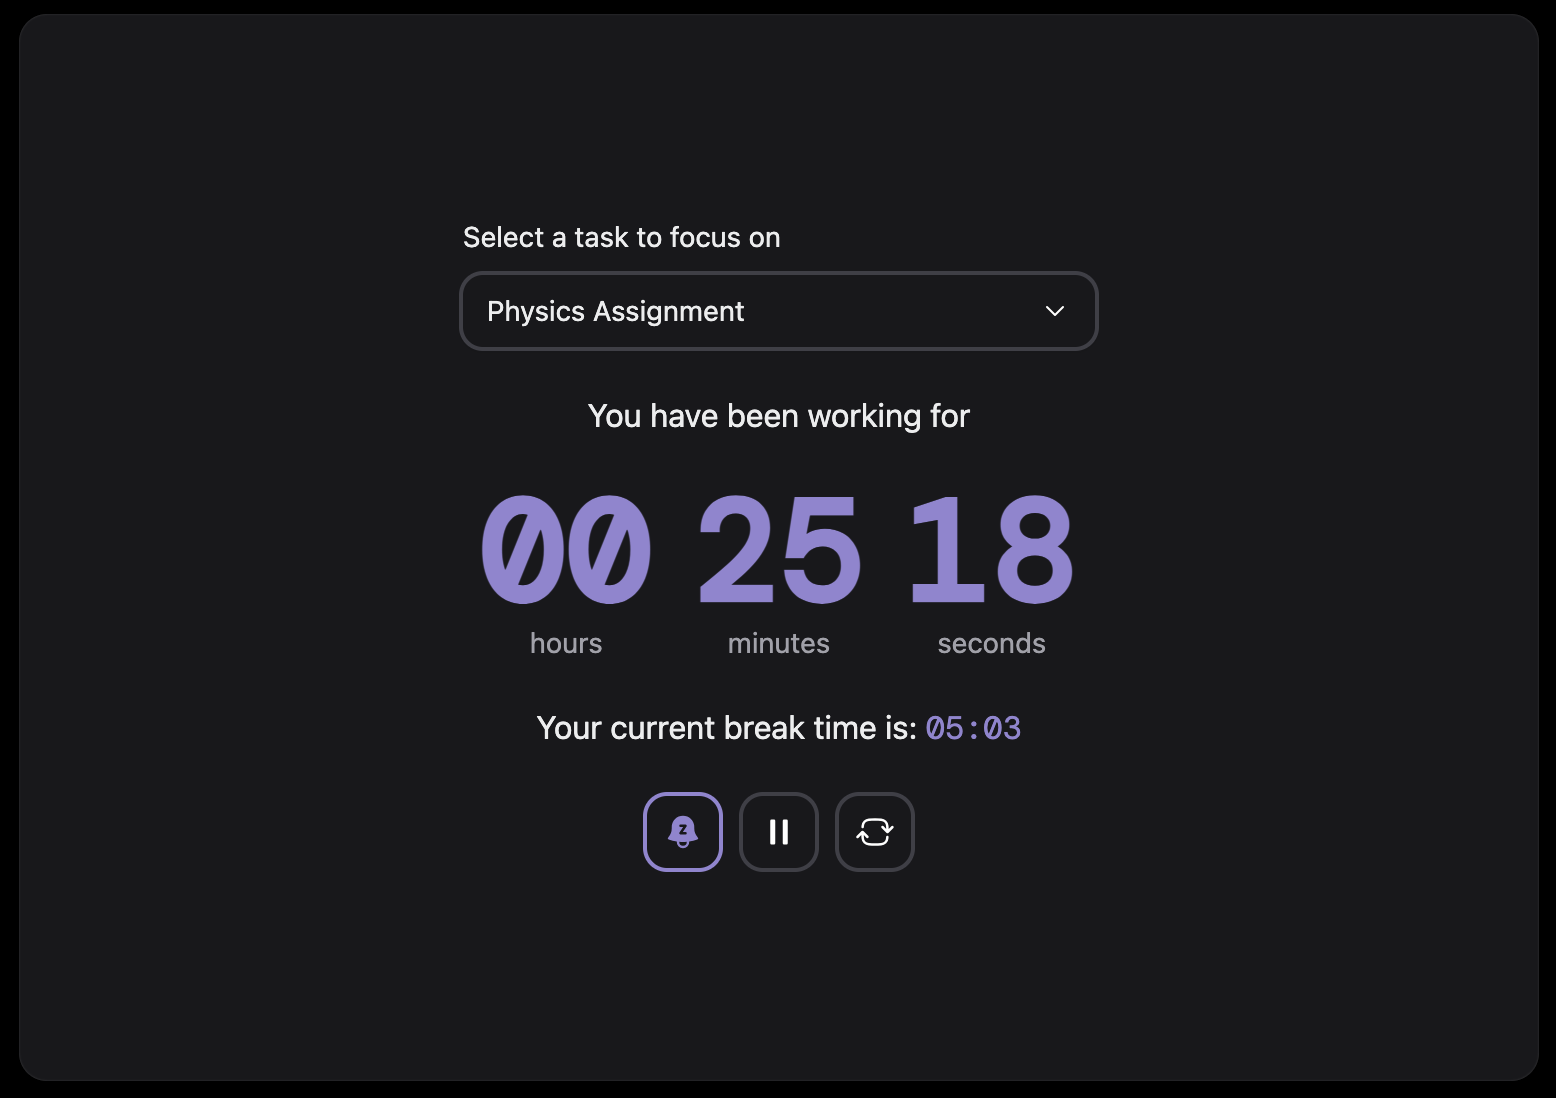 Select a task to focus on
Physics Assignment
You have been working for
00 25 18
hours minutes seconds
Your current break time is: 05:03
z